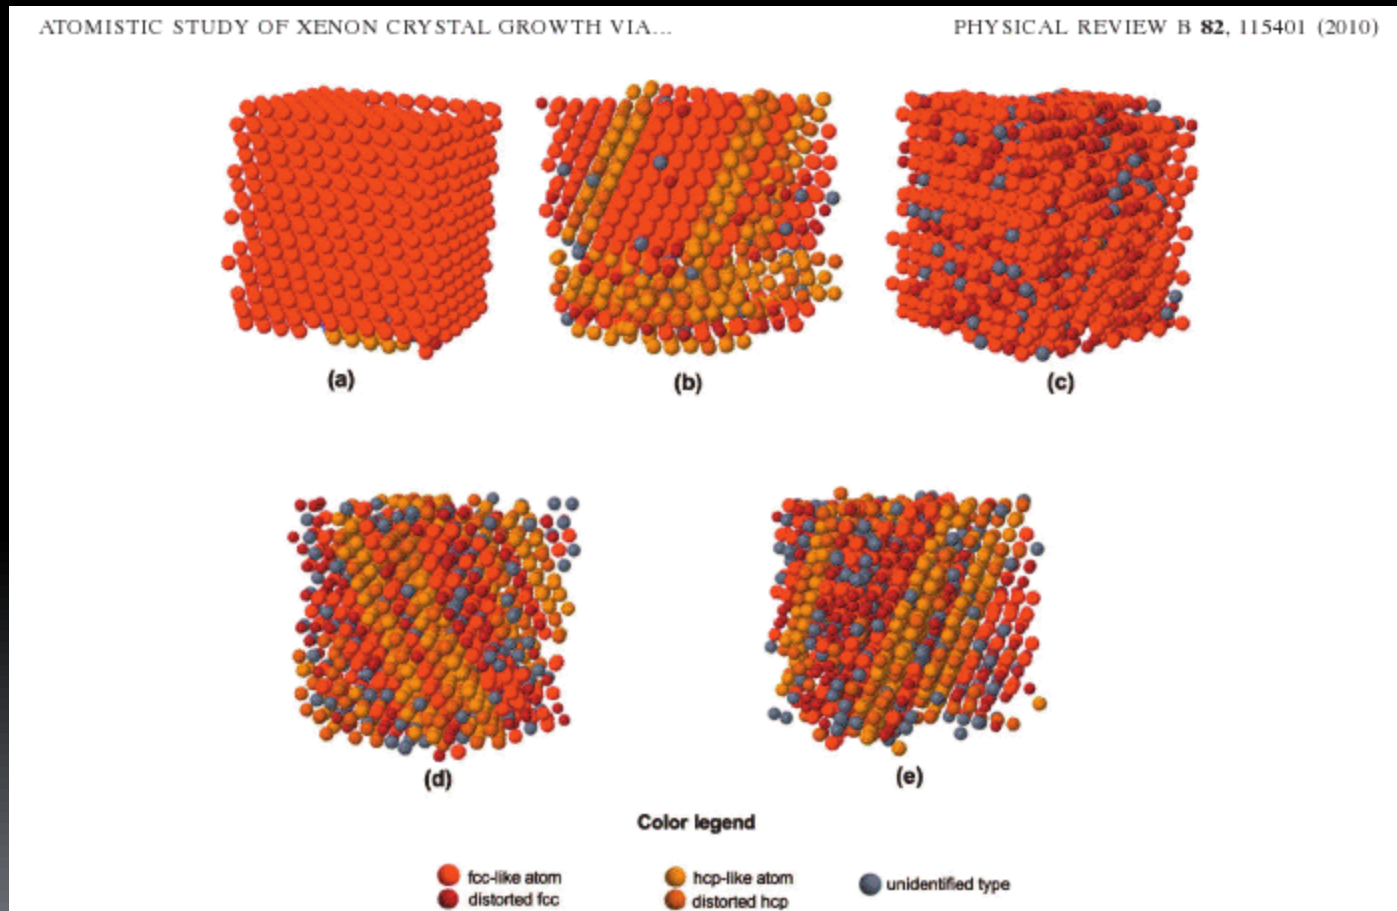 ATOMISTIC STUDY OF XENON CRYSTAL GROWTH VIA... PHYSICAL REVIEW B 82, 115401 (2010)
(a) (b) (c)
(d) (e)
Color legend
fcc-like atom hcp-like atom unidentified type
distorted fcc distorted hcp